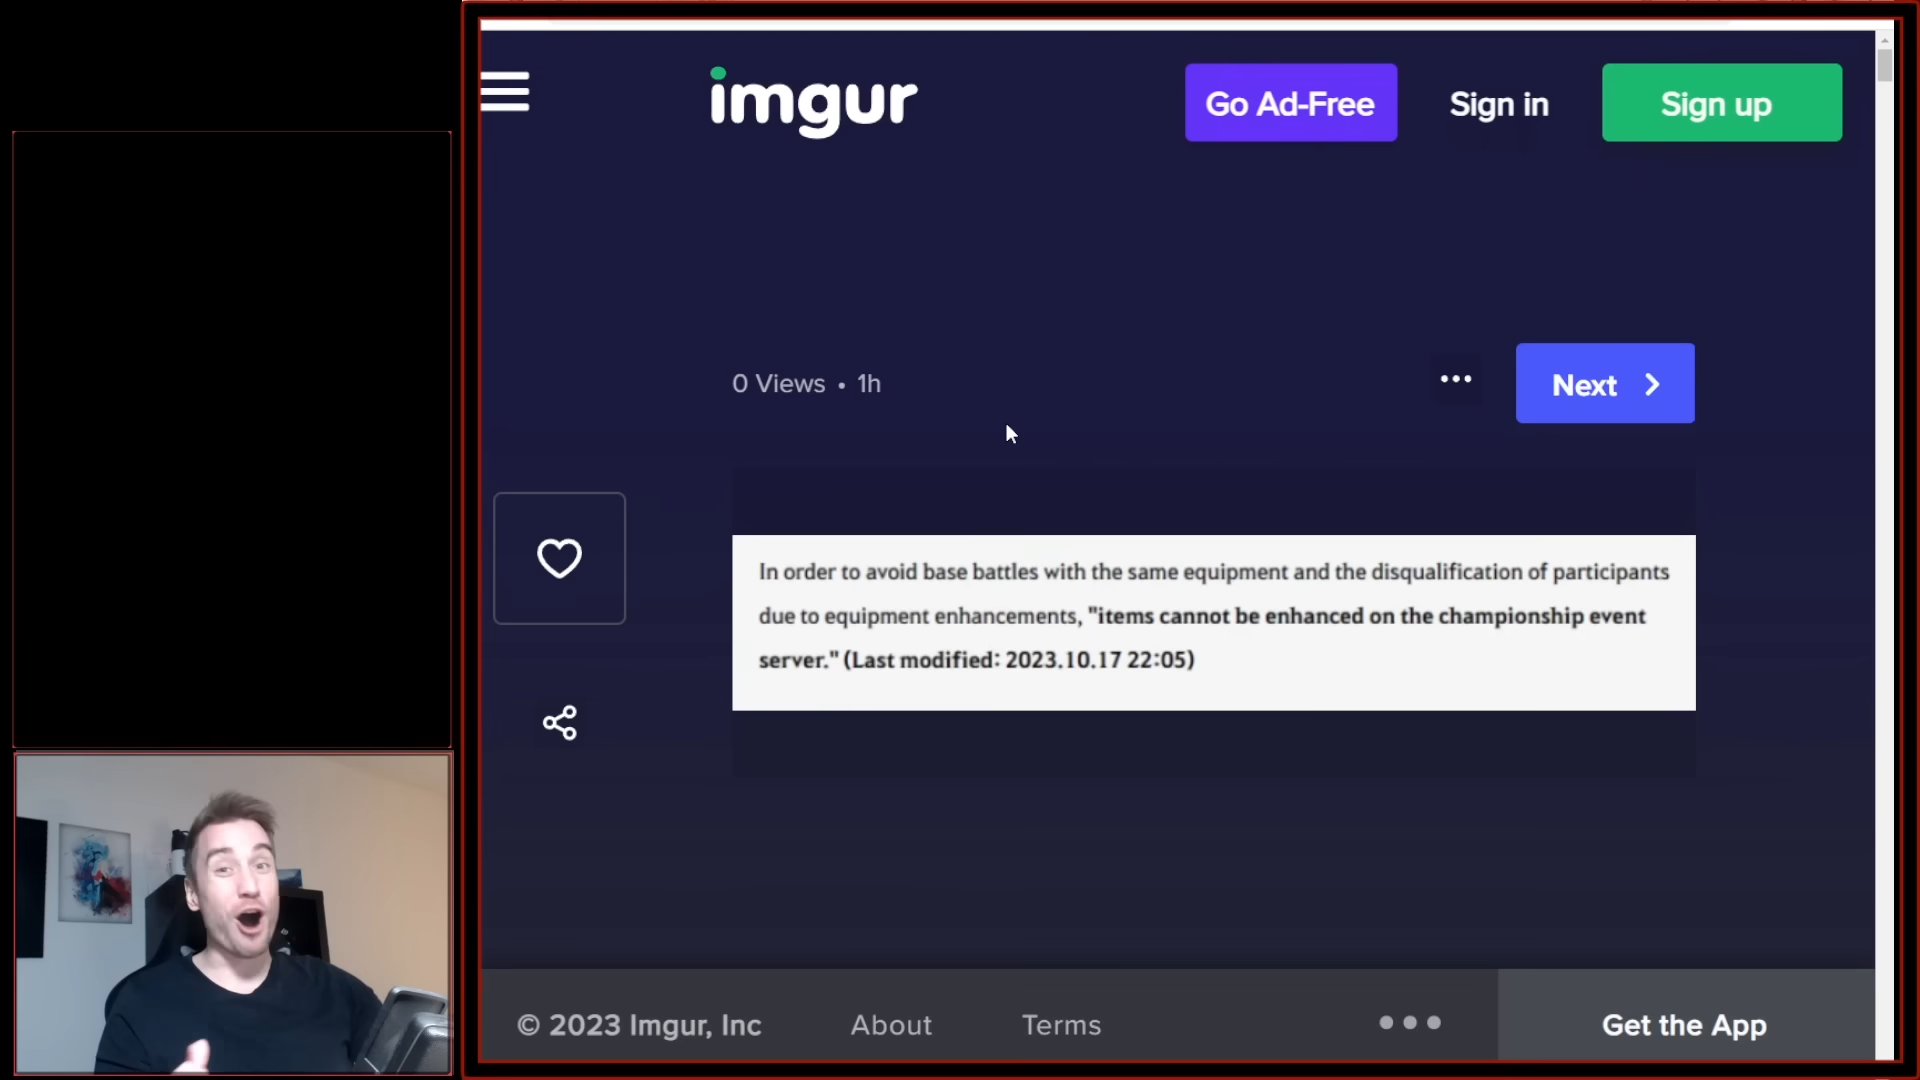 imgur
Go Ad-Free
Sign in
Sign up
0 Views • 1h
Next
In order to avoid base battles with the same equipment and the disqualification of participants
due to equipment enhancements, "items cannot be enhanced on the championship event
server." (Last modified: 2023.10.17 22:05)
© 2023 Imgur, Inc
About
Terms
Get the App